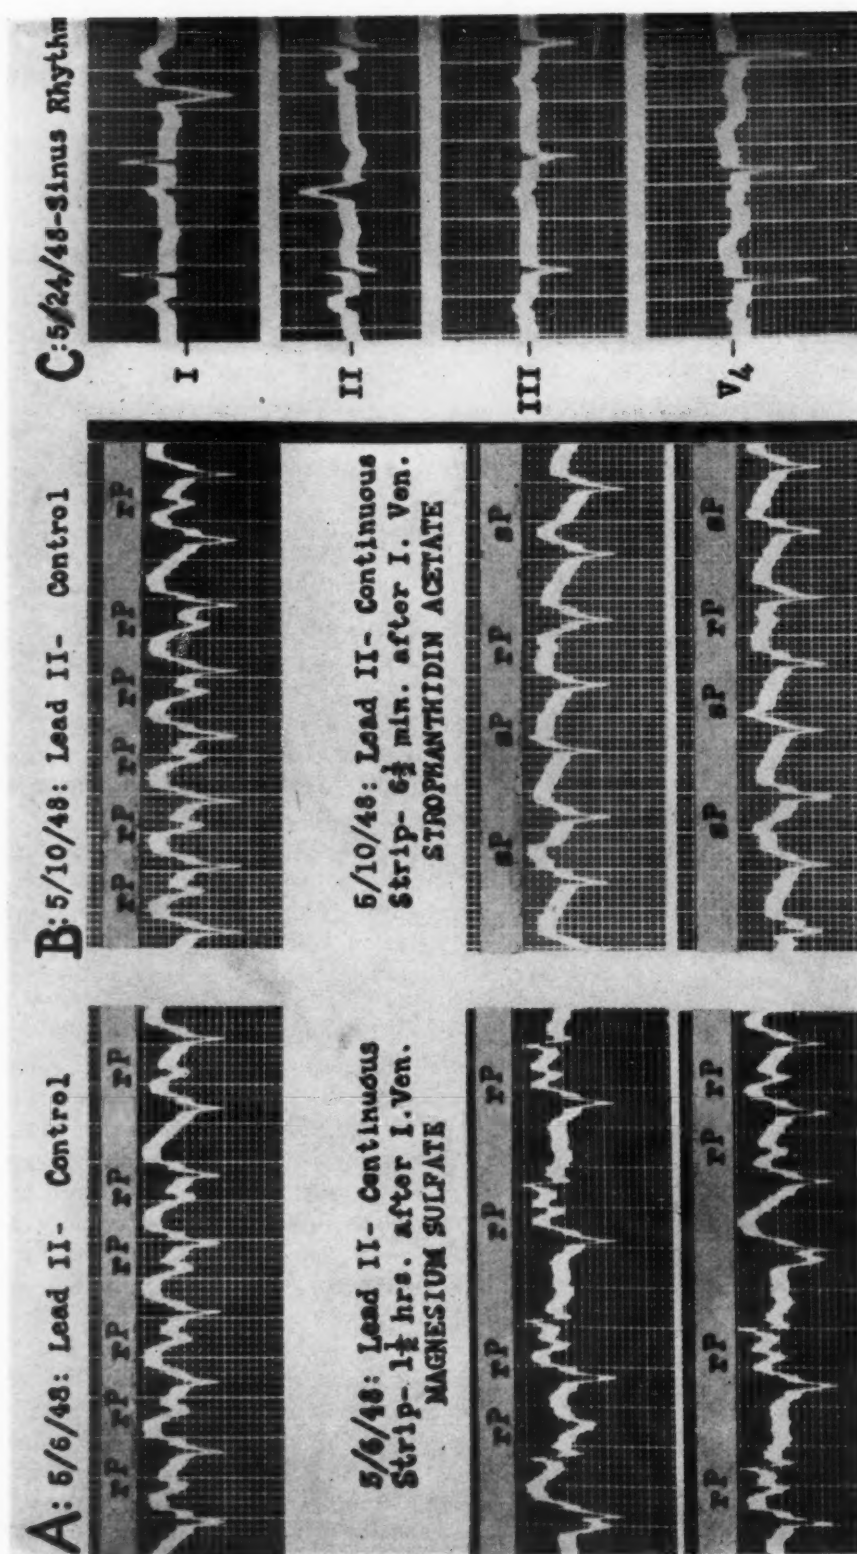 A: 5/6/48: Lead II- Control
rP rP rP rP rP
5/6/48: Lead II- Continuous
Strip- 1½ hrs. after I.Ven.
MAGNESIUM SULFATE
rP rP rP rP
rP rP rP rP
B: 5/10/48: Lead II- Control
rP rP rP rP rP
5/10/48: Lead II- Continuous
Strip- 6½ min. after I. Ven.
STROPHANTHIDIN ACETATE
sP sP rP sP
sP sP rP sP
C: 5/24/48-Sinus Rhythm
I-
II-
III-
V4-